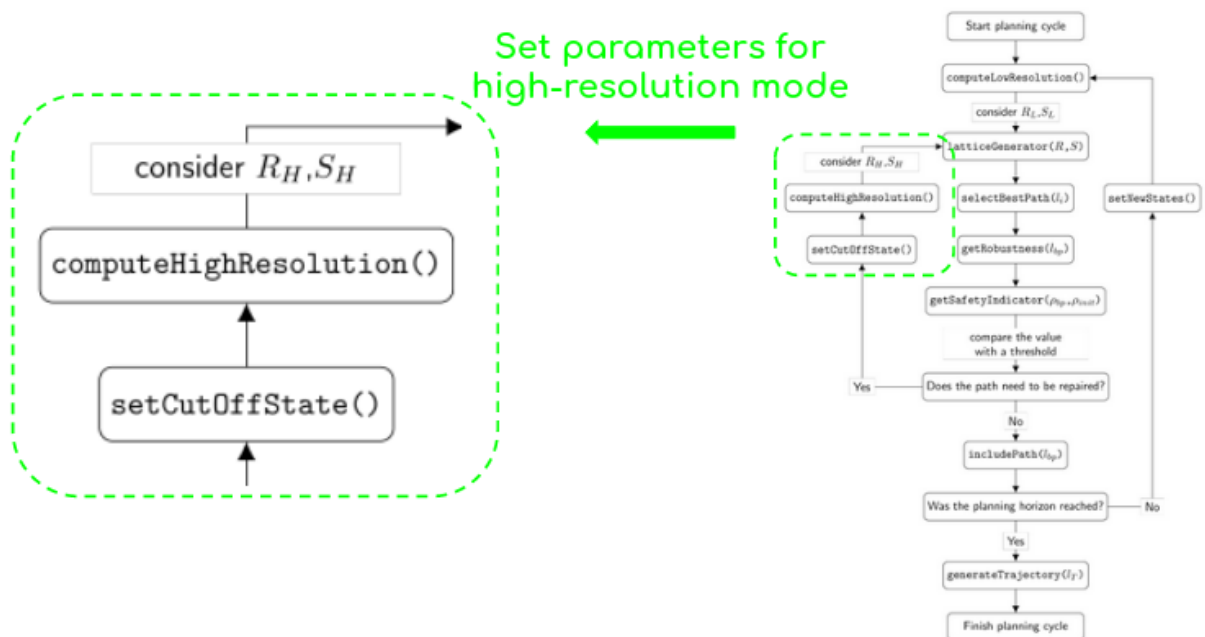 Set parameters for
high-resolution mode
consider R_H,S_H
computeHighResolution()
setCutOffState()
Start planning cycle
computeLowResolution()
consider R_L,S_L
latticeGenerator(R,S)
consider R_H,S_H
computeHighResolution()
selectBestPath(l_i)
setNewStates()
setCutOffState()
getRobustness(l_bp)
getSafetyIndicator(ρ_bp,ρ_init)
compare the value
with a threshold
Yes
Does the path need to be repaired?
No
includePath(l_bp)
Was the planning horizon reached?
No
Yes
generateTrajectory(l_T)
Finish planning cycle